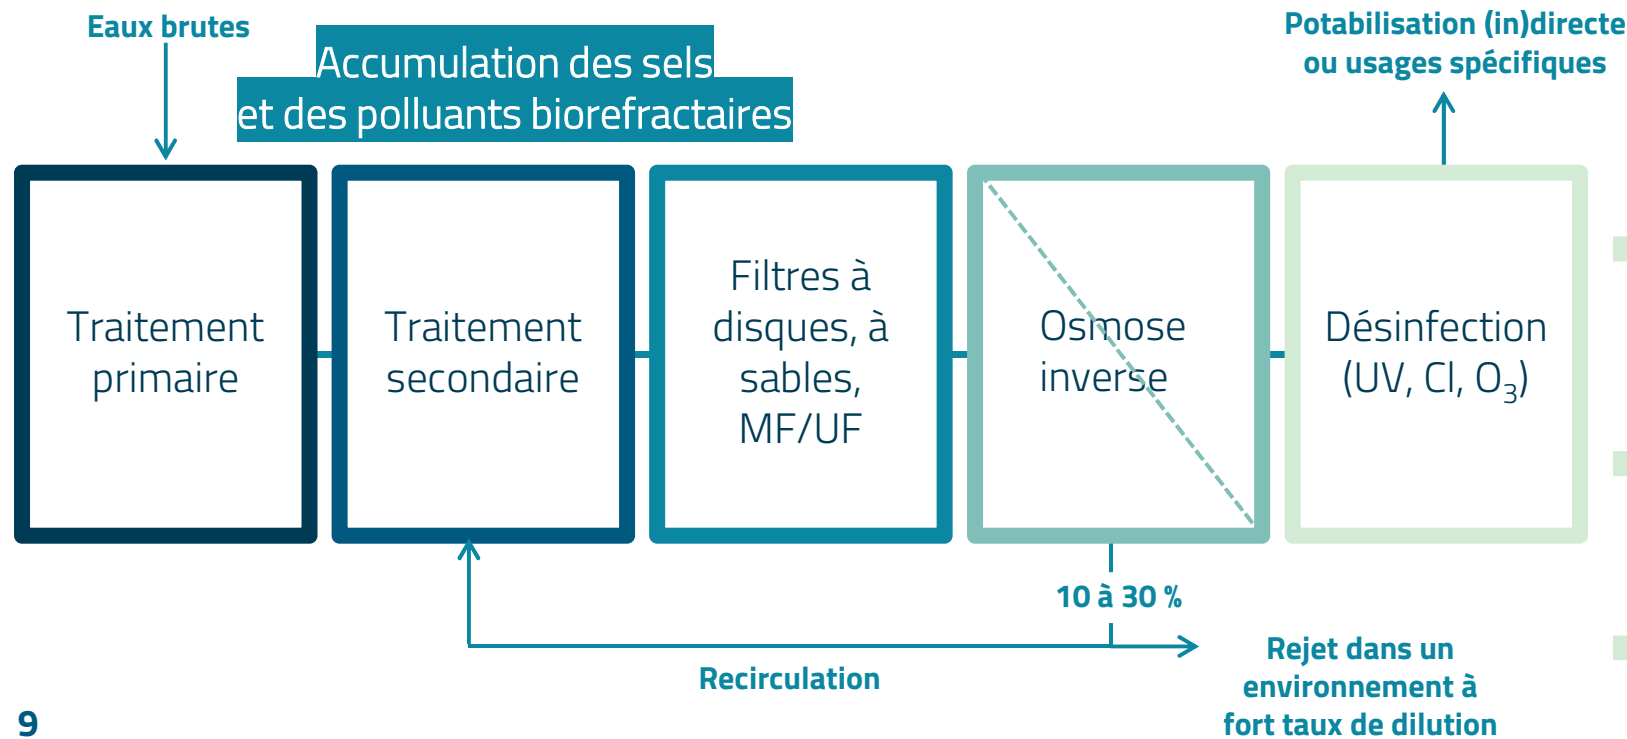 Eaux brutes
Accumulation des sels
et des polluants biorefractaires
Potabilisation (in)directe
ou usages spécifiques
Traitement
primaire
Traitement
secondaire
Filtres à
disques, à
sables,
MF/UF
Osmose
inverse
Désinfection
(UV, Cl, O₃)
10 à 30 %
Recirculation
Rejet dans un
environnement à
fort taux de dilution
9